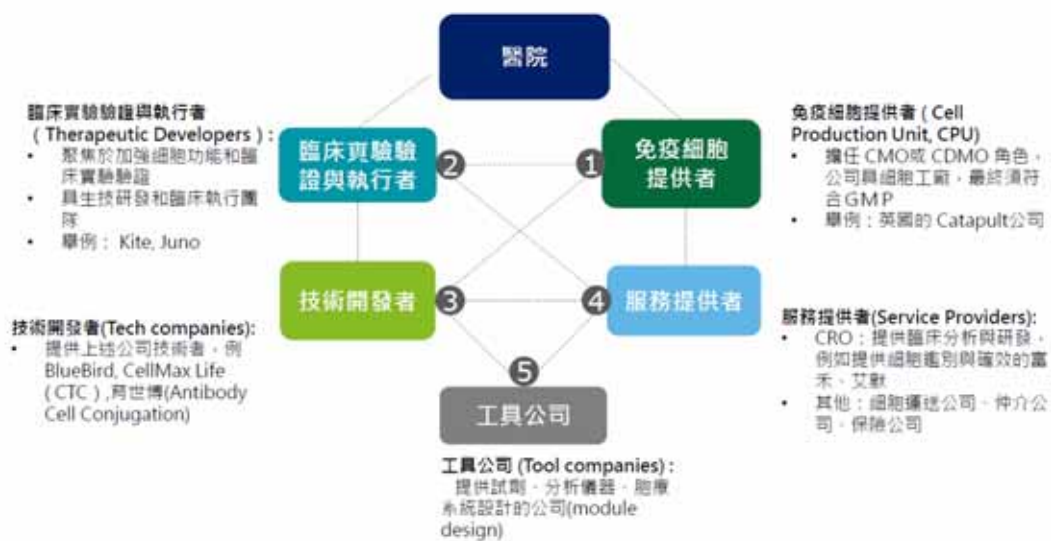 醫院
臨床實驗驗證與執行者
( Therapeutic Developers ) :
• 聚焦於加強細胞功能和臨
床實驗驗證
• 具生技研發和臨床執行團
隊
• 舉例： Kite, Juno
臨床實驗驗
證與執行者
2
1
免疫細胞
提供者
免疫細胞提供者 ( Cell
Production Unit, CPU)
• 擔任 CMO或 CDMO 角色，
公司具細胞工廠，最終須符
合GMP
• 舉例：英國的 Catapult公司
技術開發者
3
4
服務提供者
技術開發者(Tech companies):
• 提供上述公司技術者，例
BlueBird, CellMax Life
( CTC ) ,育世博(Antibody
Cell Conjugation)
服務提供者(Service Providers):
• CRO：提供臨床分析與研發，
例如提供細胞鑑別與確效的富
禾、艾默
• 其他：細胞運送公司、仲介公
司、保險公司
5
工具公司
工具公司 (Tool companies) :
提供試劑、分析儀器、胞療
系統設計的公司(module
design)